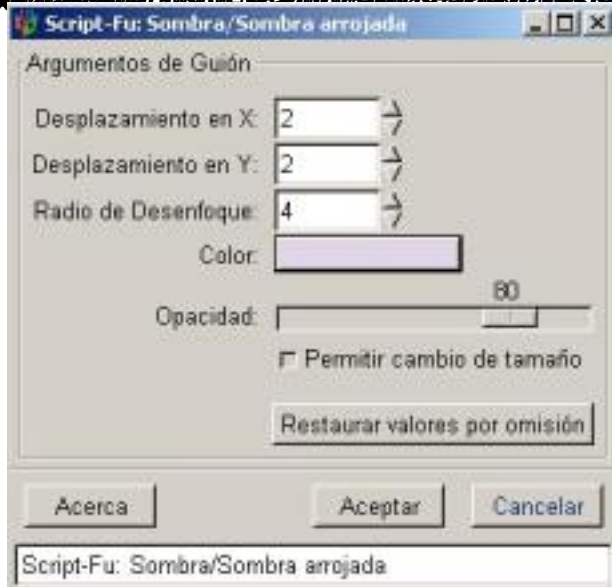 Script-Fu: Sombra/Sombra arrojada
Argumentos de Guión
Desplazamiento en X: 2
Desplazamiento en Y: 2
Radio de Desenfoque: 4
Color:
80
Opacidad:
Permitir cambio de tamaño
Restaurar valores por omisión
Acerca Aceptar Cancelar
Script-Fu: Sombra/Sombra arrojada